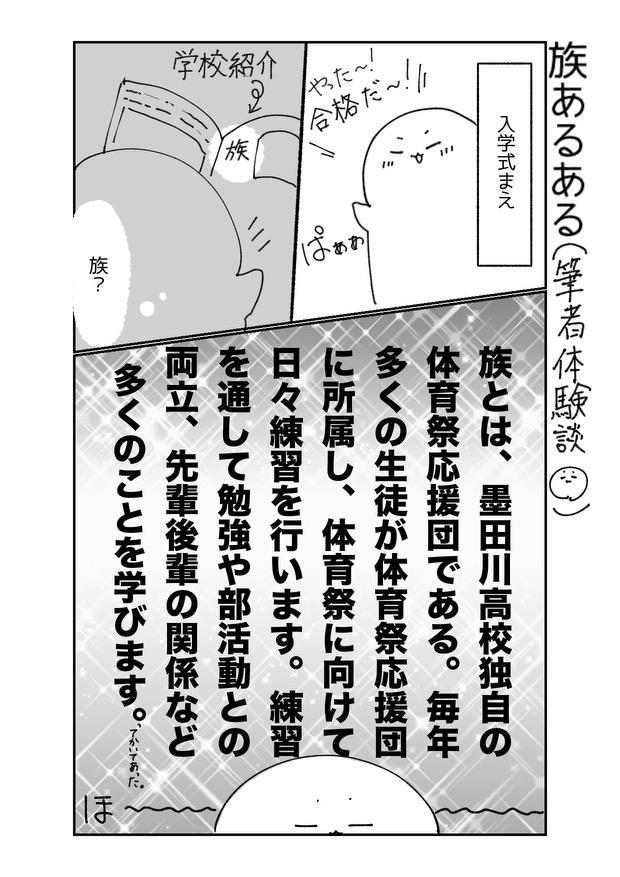 族あるある(筆者体験談)
入学式まえ
やった〜!
合格だ〜!
ぱぁぁ
学校紹介
族
族?
族とは、墨田川高校独自の
体育祭応援団である。毎年
多くの生徒が体育祭応援団
に所属し、体育祭に向けて
日々練習を行います。練習
を通して勉強や部活動との
両立、先輩後輩の関係など
多くのことを学びます。
ってかいてあった。
ほ